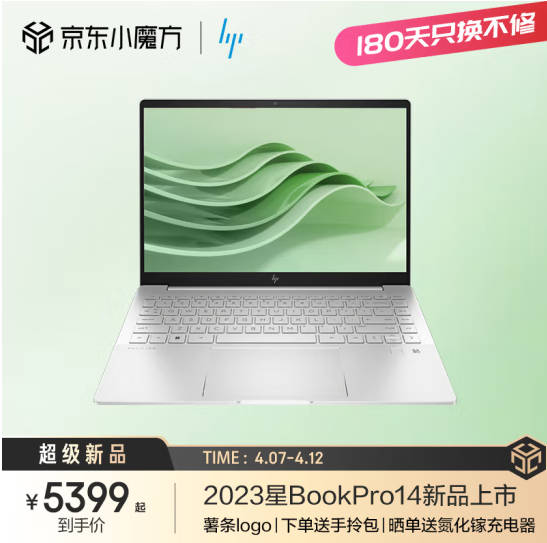 京东小魔方
hp
180天只换不修
hp
超级新品
TIME: 4.07-4.12
¥5399起
到手价
2023星BookPro14新品上市
薯条logo|下单送手拎包|晒单送氮化镓充电器